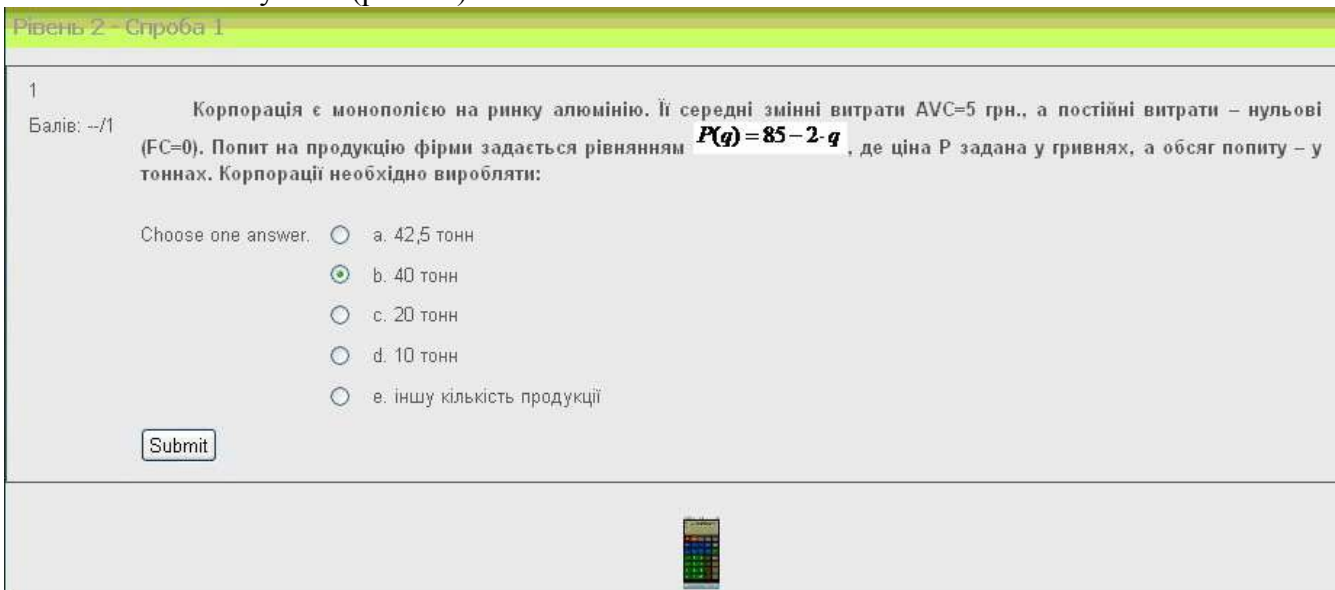 Рівень 2 - Спроба 1
1
Балів: --/1
Корпорація є монополією на ринку алюмінію. Її середні змінні витрати AVC=5 грн., а постійні витрати – нульові
(FC=0). Попит на продукцію фірми задається рівнянням P(q) = 85 − 2·q , де ціна P задана у гривнях, а обсяг попиту – у
тоннах. Корпорації необхідно виробляти:
Choose one answer.
a. 42,5 тонн
b. 40 тонн
c. 20 тонн
d. 10 тонн
e. іншу кількість продукції
Submit